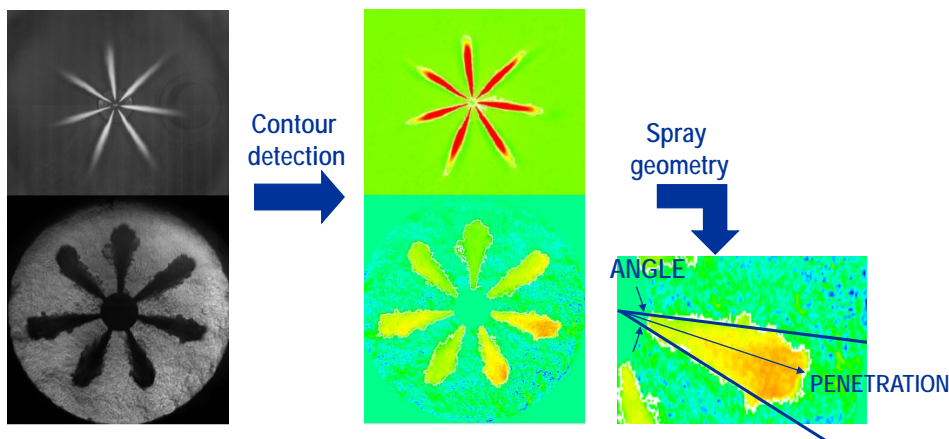 Contour
detection
Spray
geometry
ANGLE
PENETRATION